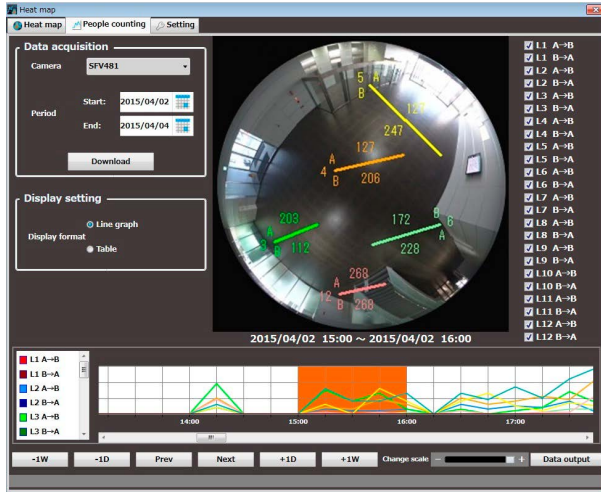 Heat map
Heat map People counting Setting
Data acquisition
Camera SFV481
Period
Start: 2015/04/02
End: 2015/04/04
Download
Display setting
Display format
Line graph
Table
5 A
B
247
127
A
4 B
206
203
A
3 B 112
172 B 6
A
228
268
A
12 B 268
2015/04/02 15:00 ~ 2015/04/02 16:00
L1 A→B
L1 B→A
L2 A→B
L2 B→A
L3 A→B
L3 B→A
L4 A→B
L4 B→A
L5 A→B
L5 B→A
L6 A→B
L6 B→A
L7 A→B
L7 B→A
L8 A→B
L8 B→A
L9 A→B
L9 B→A
L10 A→B
L10 B→A
L11 A→B
L11 B→A
L12 A→B
L12 B→A
L1 A→B
L1 B→A
L2 A→B
L2 B→A
L3 A→B
L3 B→A
14:00 15:00 16:00 17:00
-1W -1D Prev Next +1D +1W Change scale − + Data output